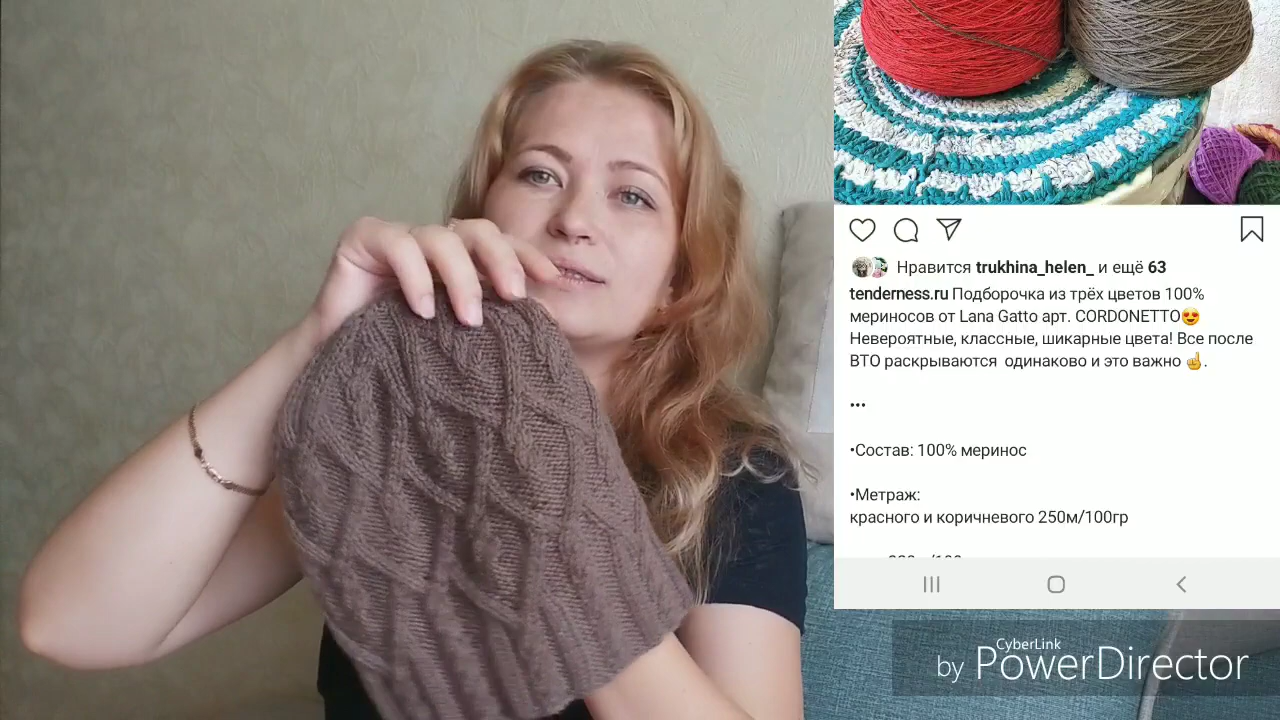 Нравится trukhina_helen_ и ещё 63
tenderness.ru Подборочка из трёх цветов 100%
мериносов от Lana Gatto арт. CORDONETTO😍
Невероятные, классные, шикарные цвета! Все после
ВТО раскрываются одинаково и это важно ☝️.
•••
•Состав: 100% меринос
•Метраж:
красного и коричневого 250м/100гр
CyberLink
by PowerDirector